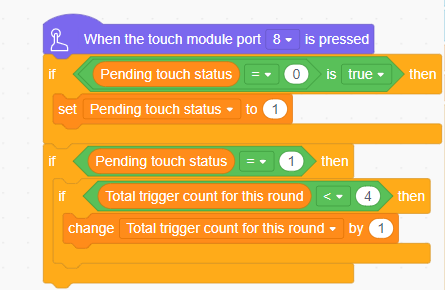 When the touch module port 8 is pressed
if Pending touch status = 0 is true then
set Pending touch status to 1
if Pending touch status = 1 then
if Total trigger count for this round < 4 then
change Total trigger count for this round by 1